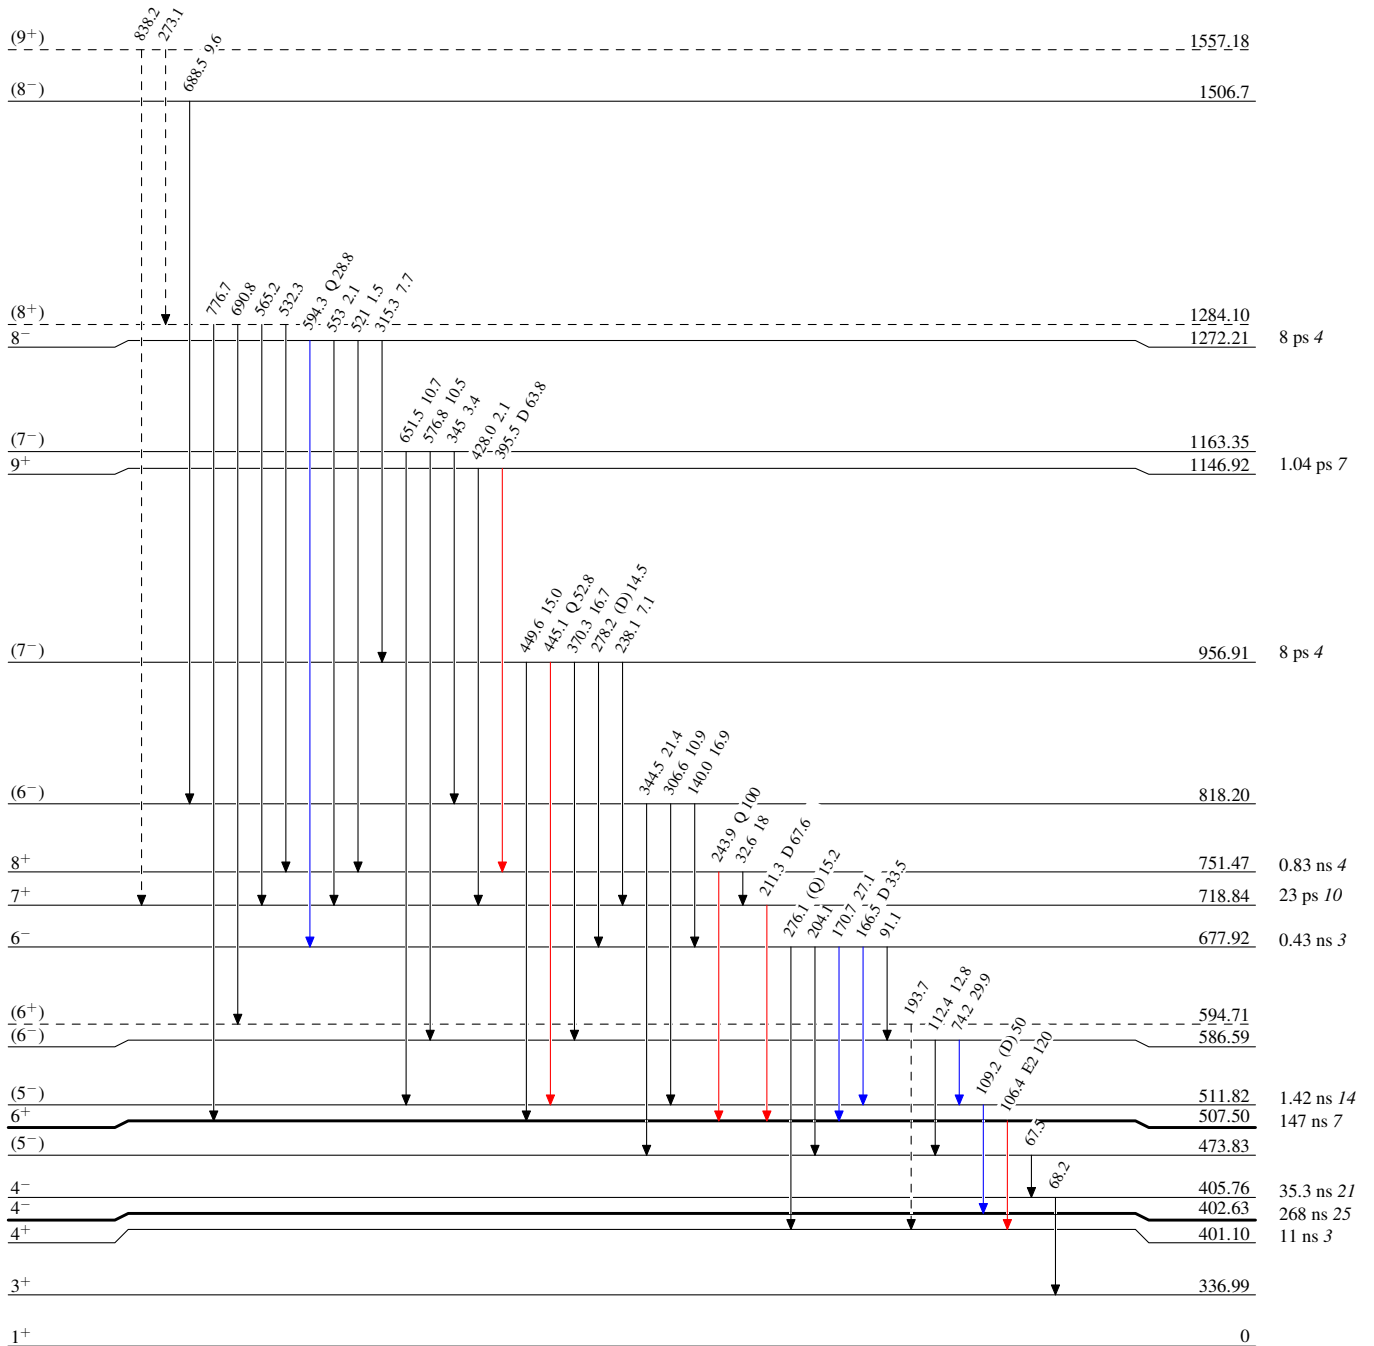 838.2
273.1
688.5 9.6
(9+) 1557.18
(8−) 1506.7
776.7
690.8
565.2
532.3
594.3 Q 28.8
553 2.1
521 1.5
315.3 7.7
(8+) 1284.10
8− 1272.21 8 ps 4
651.5 10.7
576.8 10.5
345 3.4
428.0 2.1
395.5 D 63.8
(7−) 1163.35
9+ 1146.92 1.04 ps 7
449.6 15.0
445.1 Q 52.8
370.3 16.7
278.2 (D) 14.5
238.1 7.1
(7−) 956.91 8 ps 4
344.5 21.4
306.6 10.9
140.0 16.9
(6−) 818.20
243.9 Q 100
32.6 18
211.3 D 67.6
8+ 751.47 0.83 ns 4
7+ 718.84 23 ps 10
276.1 (Q) 15.2
204.1
170.7 27.1
166.5 D 33.5
91.1
6− 677.92 0.43 ns 3
193.7
112.4 12.8
74.2 29.9
(6+) 594.71
(6−) 586.59
109.2 (D) 50
106.4 E2 120
(5−) 511.82 1.42 ns 14
6+ 507.50 147 ns 7
67.5
(5−) 473.83
68.2
4− 405.76 35.3 ns 21
4− 402.63 268 ns 25
4+ 401.10 11 ns 3
3+ 336.99
1+ 0